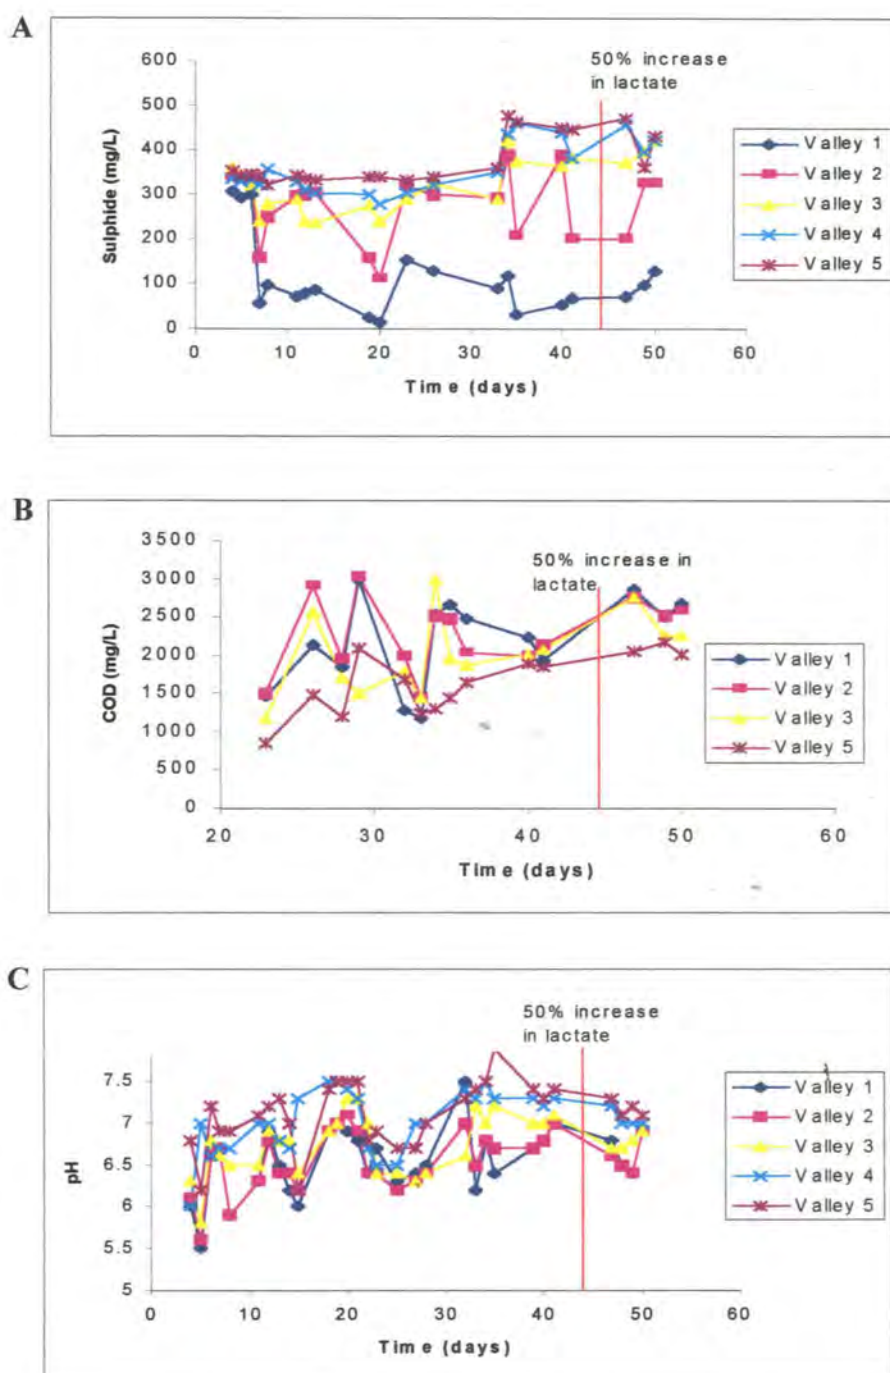 A
50% increase
in lactate
600
500
400
300
200
100
0
Sulphide (mg/L)
0 10 20 30 40 50 60
Time (days)
Valley 1
Valley 2
Valley 3
Valley 4
Valley 5
B
50% increase in
lactate
3500
3000
2500
2000
1500
1000
500
0
COD (mg/L)
20 30 40 50 60
Time (days)
Valley 1
Valley 2
Valley 3
Valley 5
C
50% increase
in lactate
7.5
7
6.5
6
5.5
5
pH
0 10 20 30 40 50 60
Time (days)
Valley 1
Valley 2
Valley 3
Valley 4
Valley 5